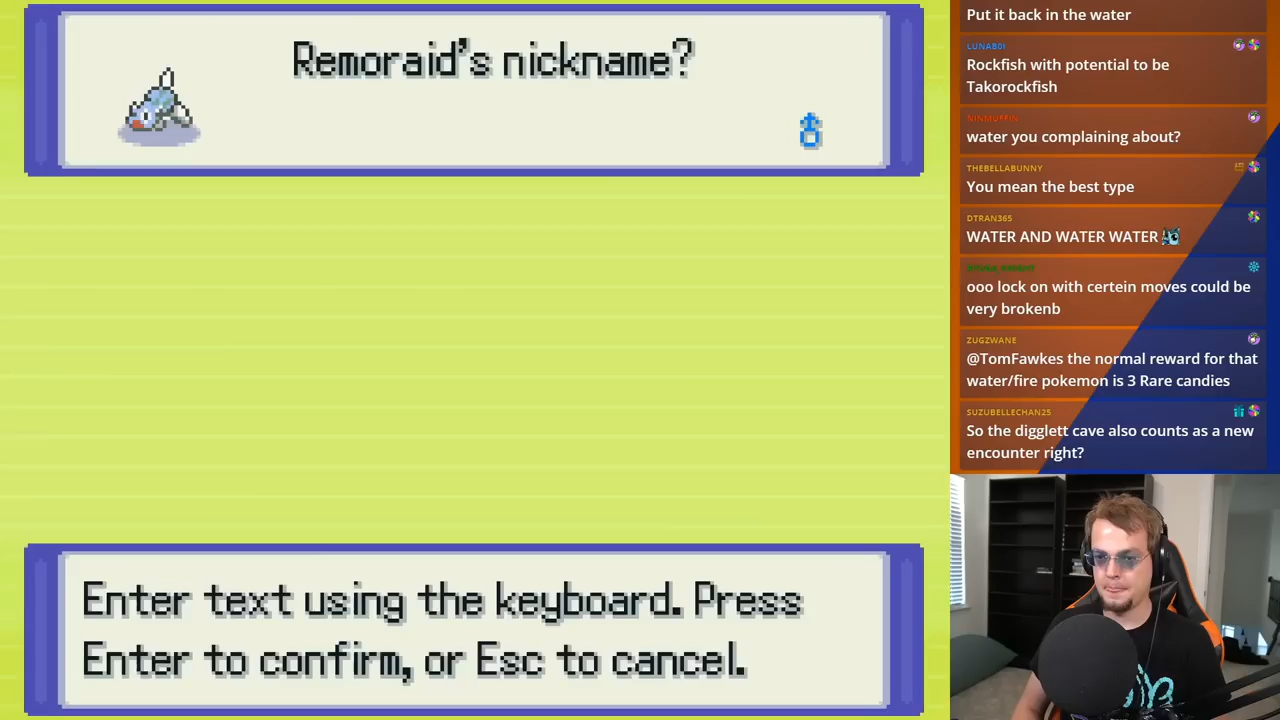 Remoraid's nickname?
Enter text using the keyboard. Press
Enter to confirm, or Esc to cancel.
Put it back in the water
LUNAB0I
Rockfish with potential to be
Takorockfish
NINMUFFIN
water you complaining about?
THEBELLABUNNY
You mean the best type
DTRAN365
WATER AND WATER WATER
ooo lock on with certein moves could be
very brokenb
ZUGZWANE
@TomFawkes the normal reward for that
water/fire pokemon is 3 Rare candies
SUZUBELLECHAN25
So the digglett cave also counts as a new
encounter right?